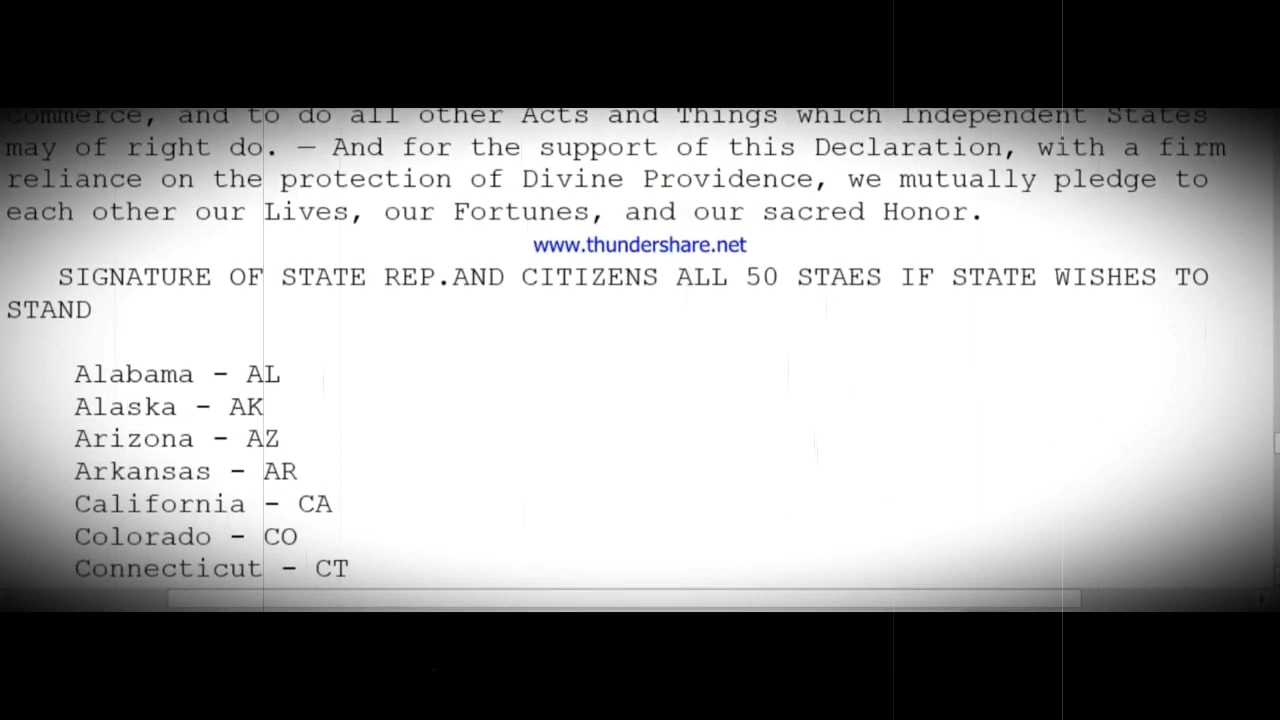 Commerce, and to do all other Acts and Things which Independent States
may of right do. — And for the support of this Declaration, with a firm
reliance on the protection of Divine Providence, we mutually pledge to
each other our Lives, our Fortunes, and our sacred Honor.
www.thundershare.net
SIGNATURE OF STATE REP.AND CITIZENS ALL 50 STAES IF STATE WISHES TO
STAND
Alabama - AL
Alaska - AK
Arizona - AZ
Arkansas - AR
California - CA
Colorado - CO
Connecticut - CT